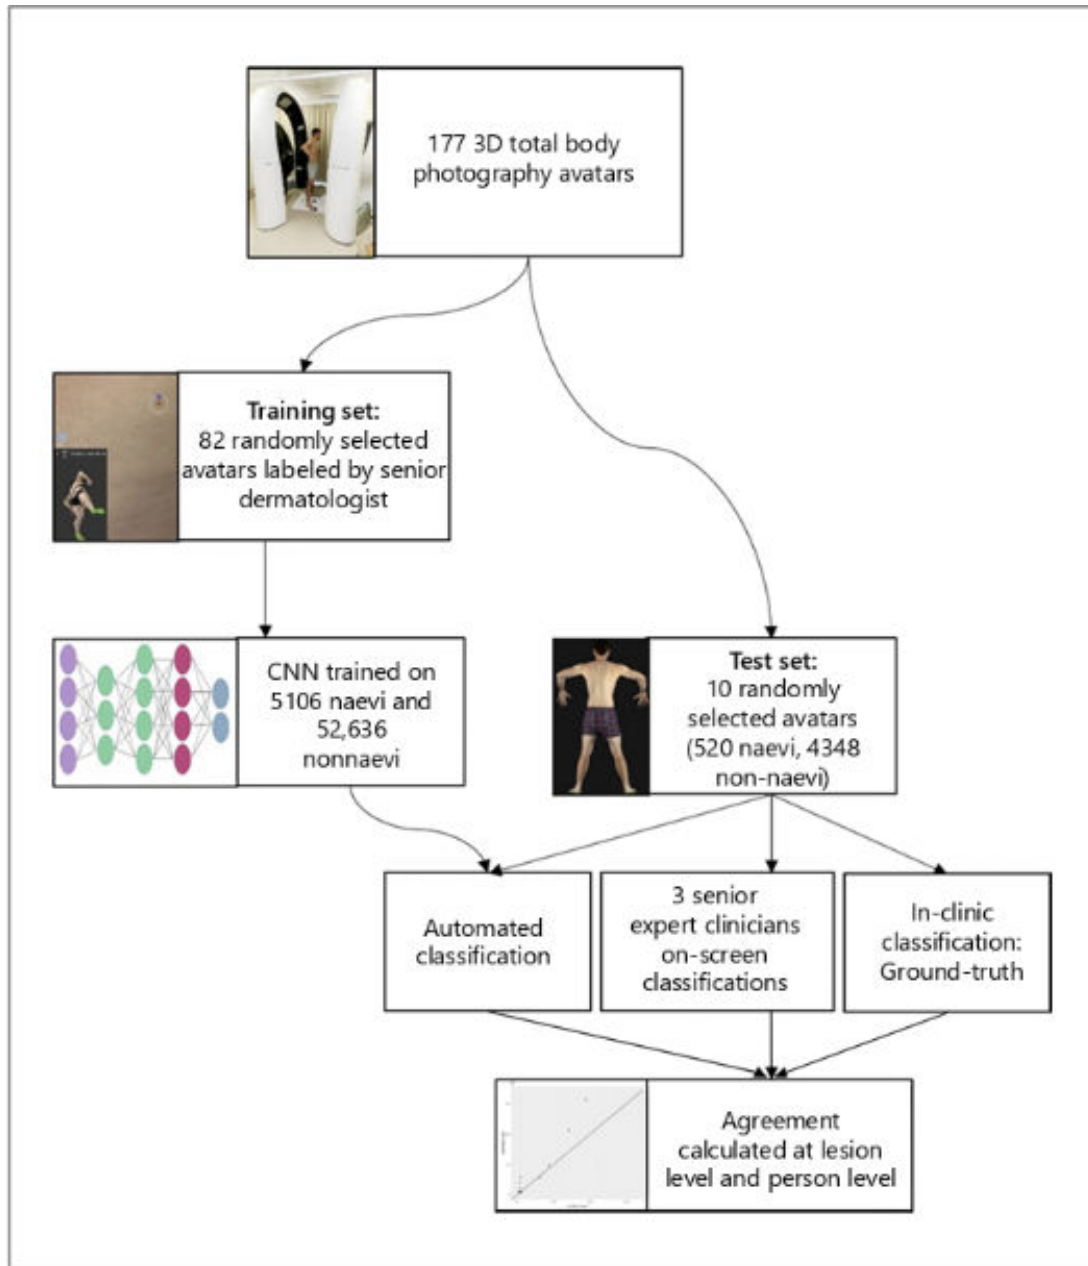 177 3D total body
photography avatars
Training set:
82 randomly selected
avatars labeled by senior
dermatologist
CNN trained on
5106 naevi and
52,636
nonnaevi
Test set:
10 randomly
selected avatars
(520 naevi, 4348
non-naevi)
Automated
classification
3 senior
expert clinicians
on-screen
classifications
In-clinic
classification:
Ground-truth
Agreement
calculated at lesion
level and person level